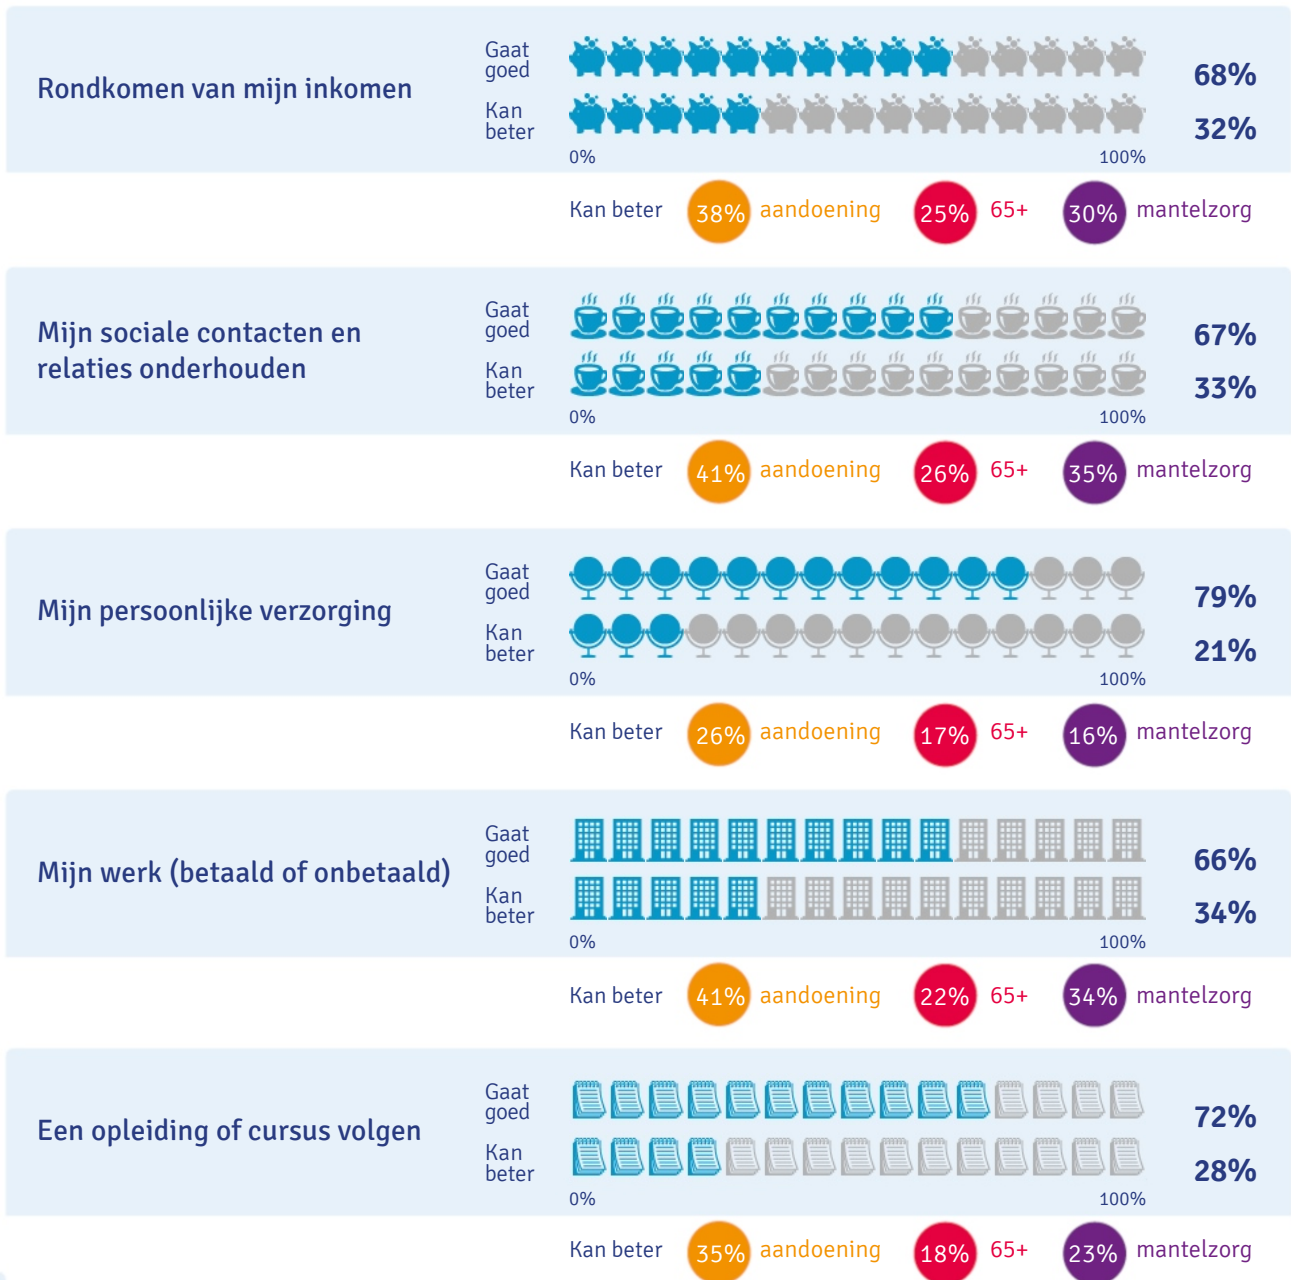 Rondkomen van mijn inkomen
Gaat
goed
68%
Kan
beter
32%
0% 100%
Kan beter 38% aandoening 25% 65+ 30% mantelzorg
Mijn sociale contacten en
relaties onderhouden
Gaat
goed
67%
Kan
beter
33%
0% 100%
Kan beter 41% aandoening 26% 65+ 35% mantelzorg
Mijn persoonlijke verzorging
Gaat
goed
79%
Kan
beter
21%
0% 100%
Kan beter 26% aandoening 17% 65+ 16% mantelzorg
Mijn werk (betaald of onbetaald)
Gaat
goed
66%
Kan
beter
34%
0% 100%
Kan beter 41% aandoening 22% 65+ 34% mantelzorg
Een opleiding of cursus volgen
Gaat
goed
72%
Kan
beter
28%
0% 100%
Kan beter 35% aandoening 18% 65+ 23% mantelzorg